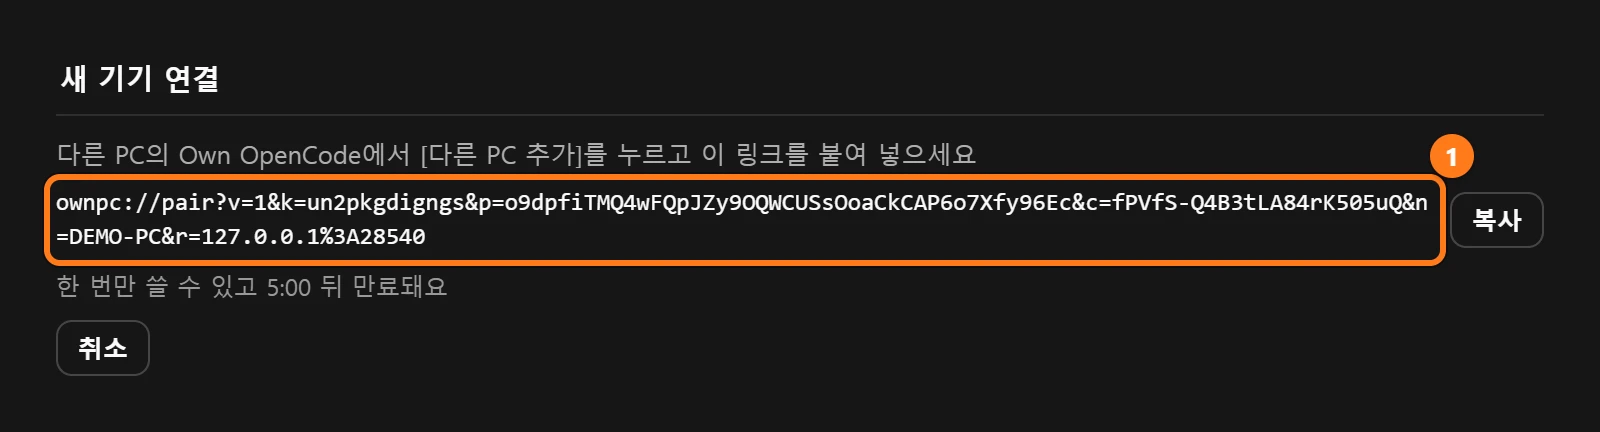 새 기기 연결
다른 PC의 Own OpenCode에서 [다른 PC 추가]를 누르고 이 링크를 붙여 넣으세요
1
ownpc://pair?v=1&k=un2pkgdigngs&p=o9dpfiTMQ4wFQpJZy9OQWCUSsOoaCkCAP6o7Xfy96Ec&c=fPVfS-Q4B3tLA84rK505uQ&n
=DEMO-PC&r=127.0.0.1%3A28540
복사
한 번만 쓸 수 있고 5:00 뒤 만료돼요
취소